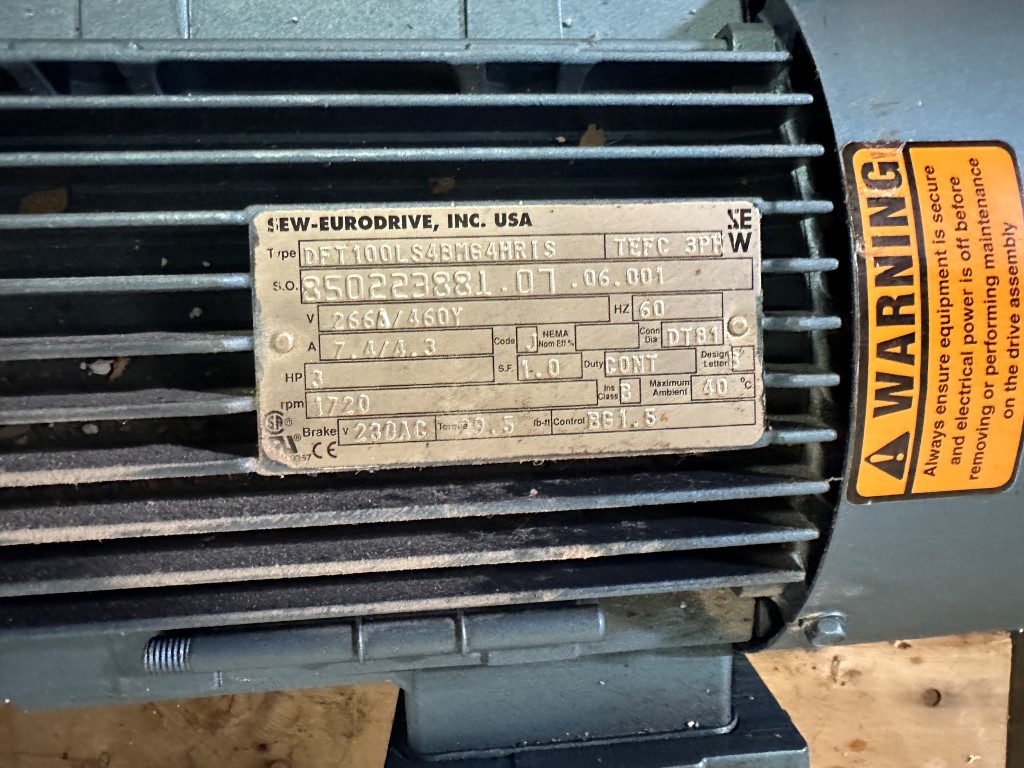 SEW-EURODRIVE, INC. USA
SEW
Type DFT100LS4BMG4HRIS TEFC 3PH
S.O. 850223881.07.06.001
V 266Δ/460Y HZ 60
A 7.4/4.3 Code J NEMA Nom Eff % Conn Dia DT81
HP 3 S.F. 1.0 Duty CONT Design Letter
rpm 1720 Ins Class B Maximum Ambient 40 °C
Brake V 230AC Torque 29.5 lb-ft Control BG1.5
CE
WARNING
Always ensure equipment is secure
and electrical power is off before
removing or performing maintenance
on the drive assembly